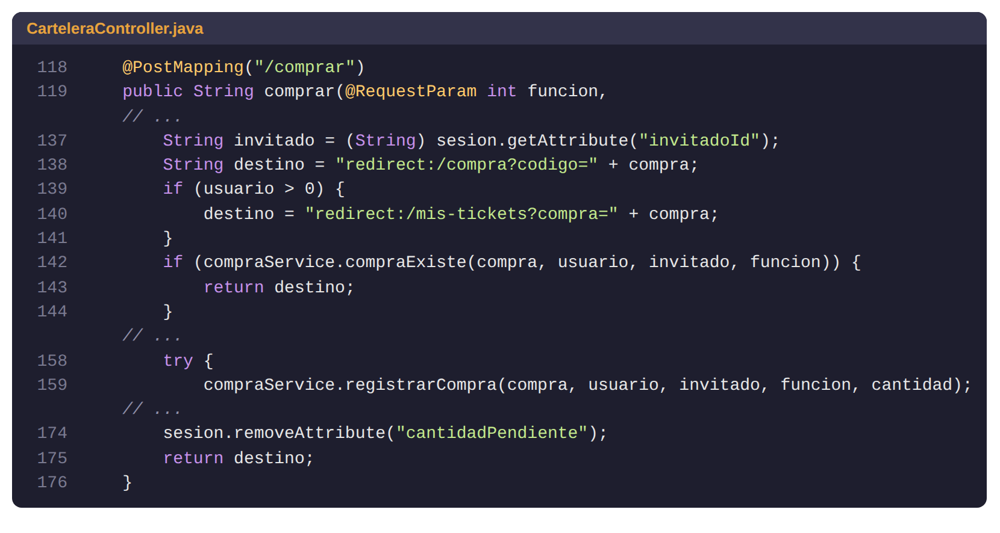 CarteleraController.java
118     @PostMapping("/comprar")
119     public String comprar(@RequestParam int funcion,
        // ...
137         String invitado = (String) sesion.getAttribute("invitadoId");
138         String destino = "redirect:/compra?codigo=" + compra;
139         if (usuario > 0) {
140             destino = "redirect:/mis-tickets?compra=" + compra;
141         }
142         if (compraService.compraExiste(compra, usuario, invitado, funcion)) {
143             return destino;
144         }
        // ...
158         try {
159             compraService.registrarCompra(compra, usuario, invitado, funcion, cantidad);
        // ...
174         sesion.removeAttribute("cantidadPendiente");
175         return destino;
176     }